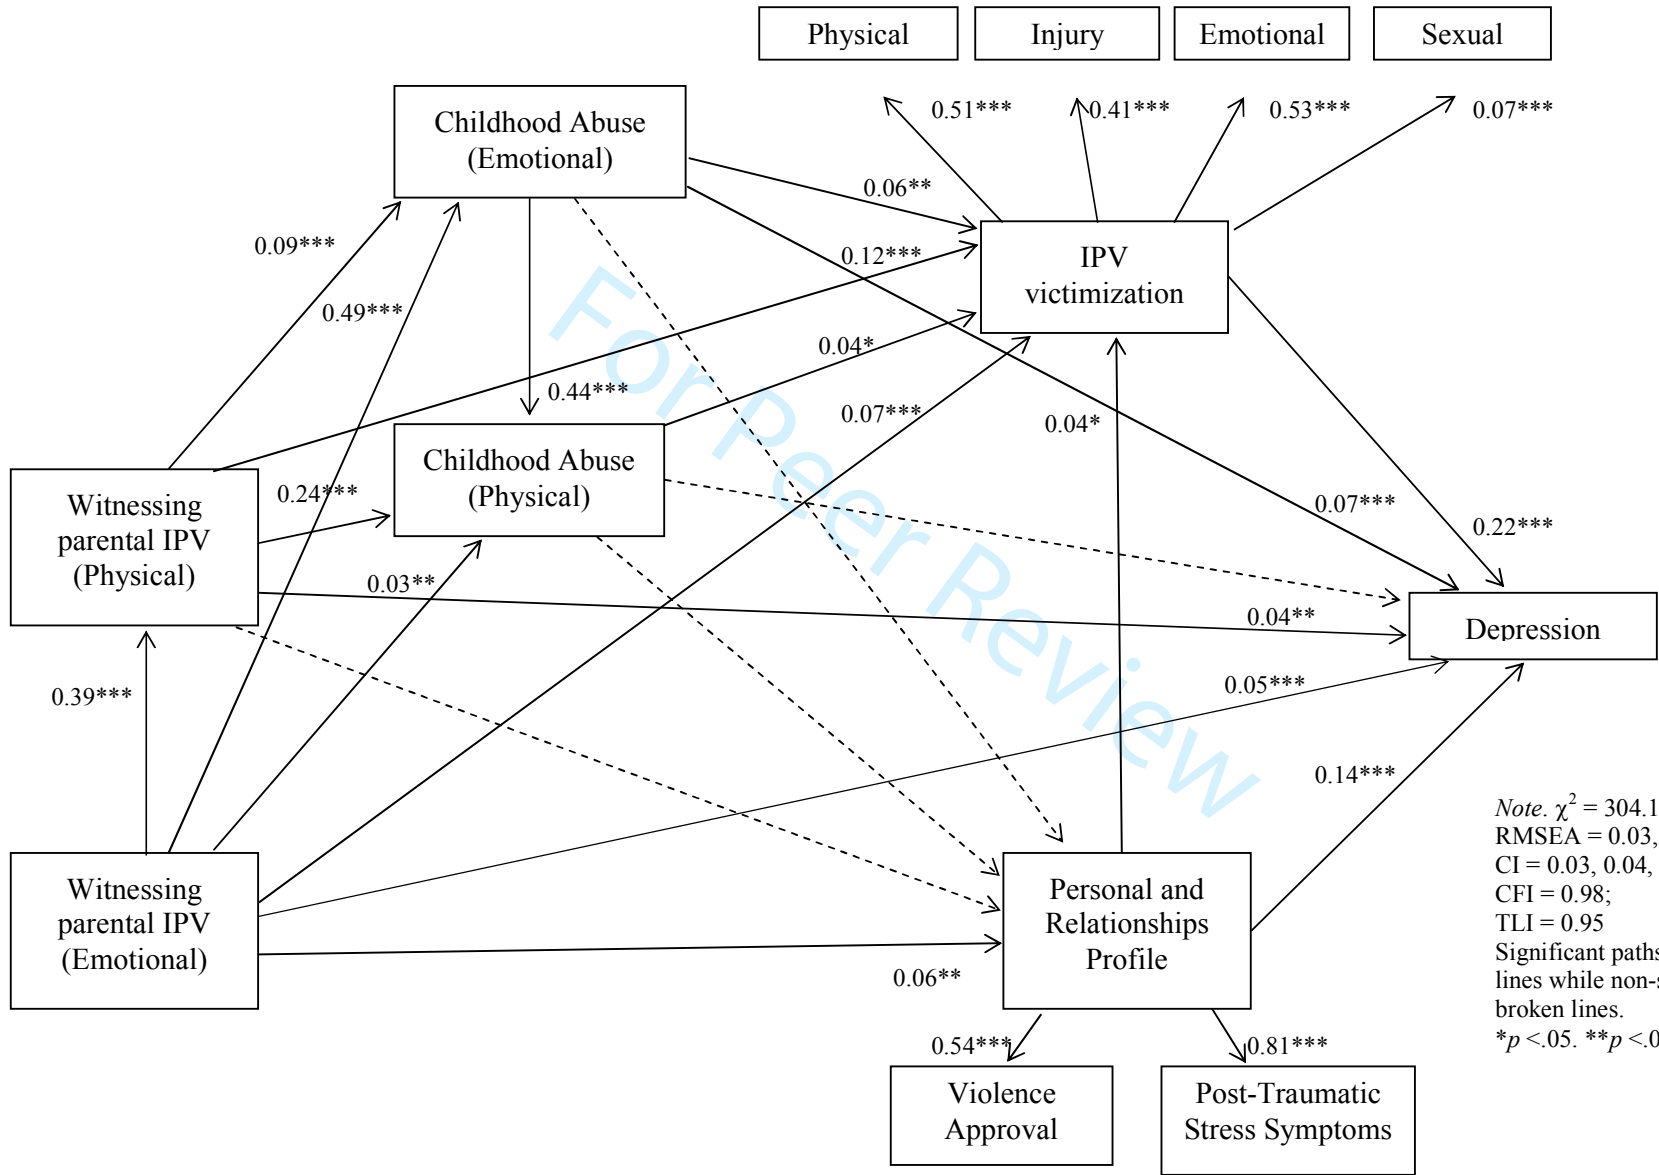 Physical
Injury
Emotional
Sexual
0.51***
0.41***
0.53***
0.07***
Childhood Abuse
(Emotional)
0.06**
0.09***
0.12***
IPV
victimization
0.49***
0.04*
0.44***
0.07***
0.04*
Childhood Abuse
(Physical)
Witnessing
parental IPV
(Physical)
0.24***
0.07***
0.22***
0.03**
0.04**
Depression
0.39***
0.05***
0.14***
Witnessing
parental IPV
(Emotional)
0.06**
Personal and
Relationships
Profile
0.54***
0.81***
Violence
Approval
Post-Traumatic
Stress Symptoms
Note. χ² = 304.1
RMSEA = 0.03,
CI = 0.03, 0.04,
CFI = 0.98;
TLI = 0.95
Significant paths
lines while non-s
broken lines.
*p <.05. **p <.0
For Peer Review